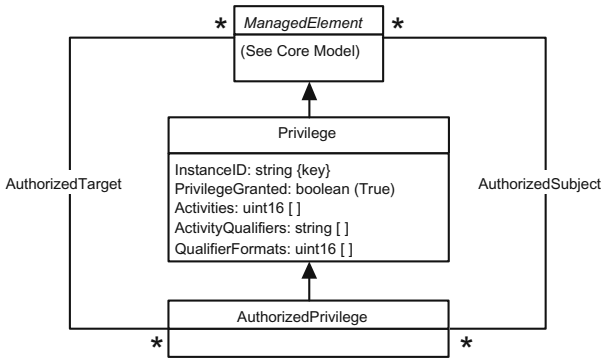 * ManagedElement *
(See Core Model)
Privilege
InstanceID: string {key}
PrivilegeGranted: boolean (True)
Activities: uint16 [ ]
ActivityQualifiers: string [ ]
QualifierFormats: uint16 [ ]
AuthorizedTarget
AuthorizedSubject
AuthorizedPrivilege
* *